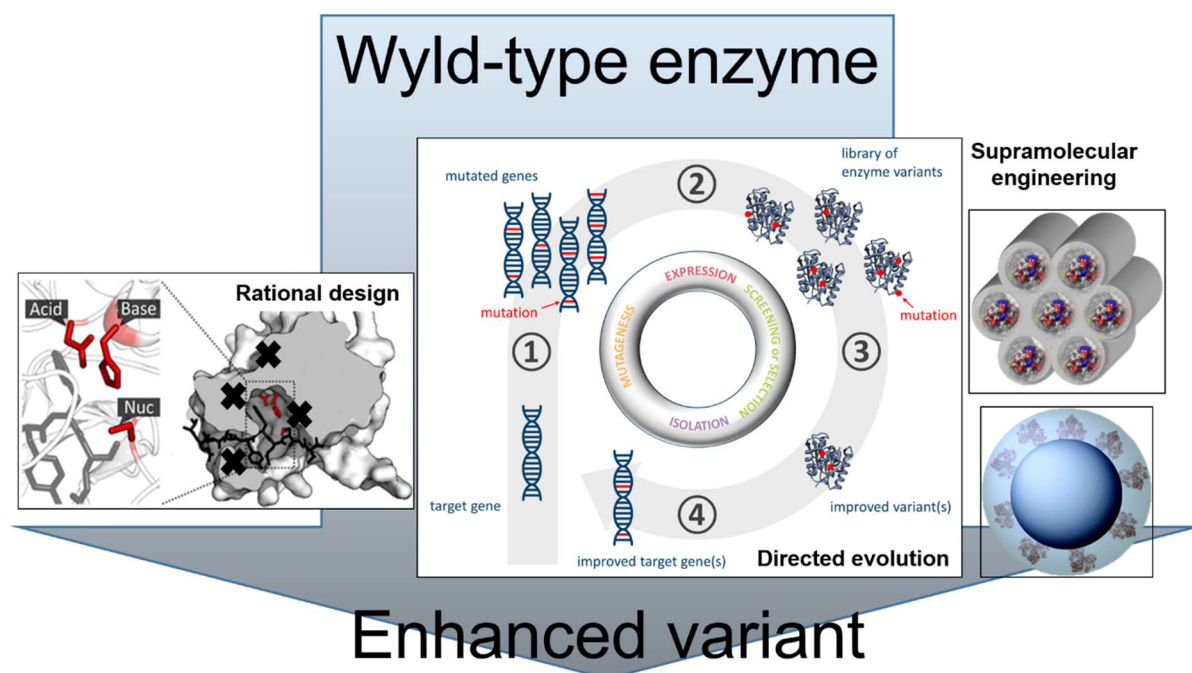 Wyld-type enzyme
Rational design
Acid
Base
Nuc
mutated genes
mutation
1
target gene
2
library of
enzyme variants
mutation
3
MUTAGENESIS
EXPRESSION
SCREENING or SELECTION
ISOLATION
improved variant(s)
4
improved target gene(s)
Directed evolution
Supramolecular
engineering
Enhanced variant